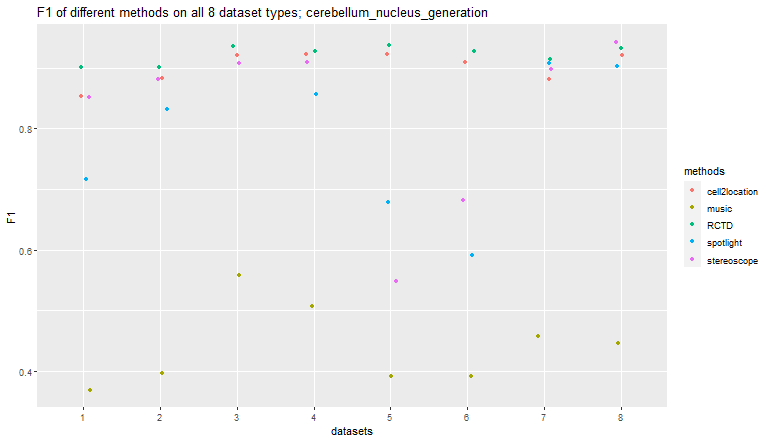 F1 of different methods on all 8 dataset types; cerebellum_nucleus_generation
0.8
0.6
0.4
F1
1 2 3 4 5 6 7 8
datasets
methods
cell2location
music
RCTD
spotlight
stereoscope